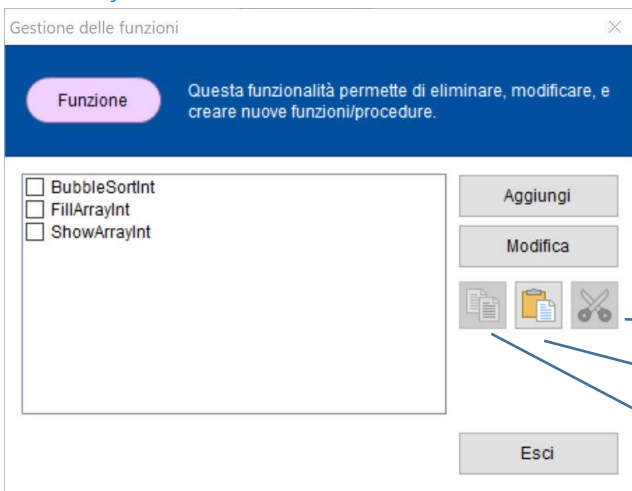 Gestione delle funzioni
Funzione
Questa funzionalità permette di eliminare, modificare, e
creare nuove funzioni/procedure.
BubbleSortInt
FillArrayInt
ShowArrayInt
Aggiungi
Modifica
Esci